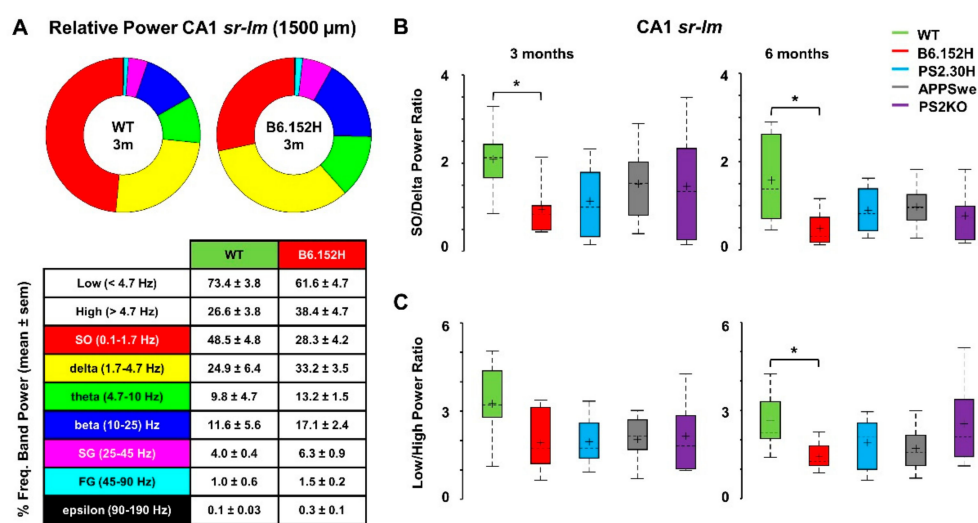 A Relative Power CA1 sr-lm (1500 μm)
WT
3m
B6.152H
3m
WT B6.152H
Low (< 4.7 Hz) 73.4 ± 3.8 61.6 ± 4.7
High (> 4.7 Hz) 26.6 ± 3.8 38.4 ± 4.7
SO (0.1-1.7 Hz) 48.5 ± 4.8 28.3 ± 4.2
delta (1.7-4.7 Hz) 24.9 ± 6.4 33.2 ± 3.5
theta (4.7-10 Hz) 9.8 ± 4.7 13.2 ± 1.5
beta (10-25) Hz 11.6 ± 5.6 17.1 ± 2.4
SG (25-45 Hz) 4.0 ± 0.4 6.3 ± 0.9
FG (45-90 Hz) 1.0 ± 0.6 1.5 ± 0.2
epsilon (90-190 Hz) 0.1 ± 0.03 0.3 ± 0.1
% Freq. Band Power (mean ± sem)
B CA1 sr-lm
3 months
6 months
WT
B6.152H
PS2.30H
APPSwe
PS2KO
SO/Delta Power Ratio
4
2
0
*
4
2
0
*
C
Low/High Power Ratio
6
3
0
6
3
0
*